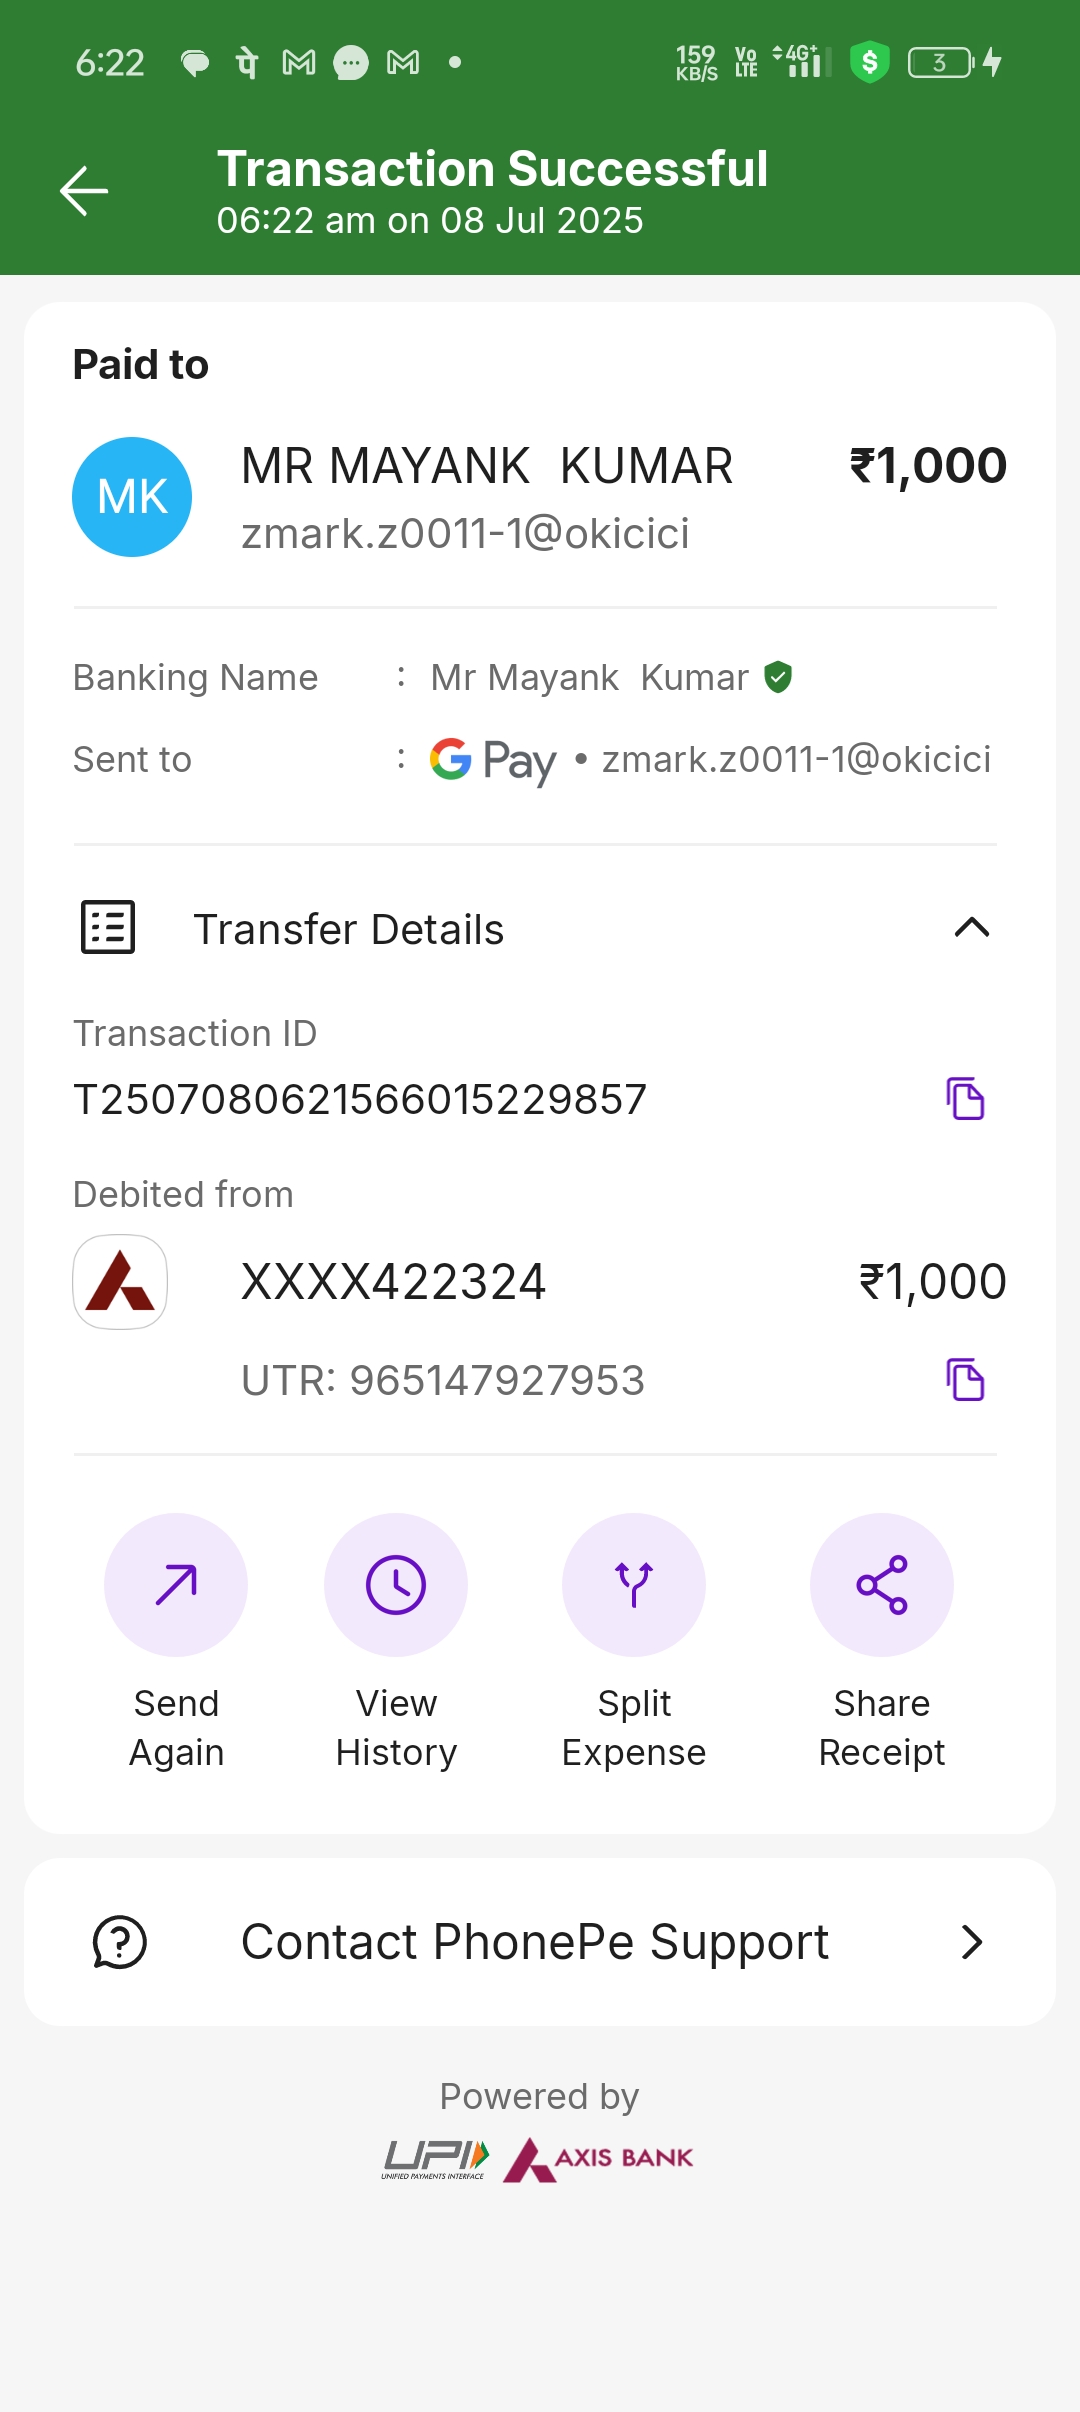 6:22 पे 159 KB/S Vo LTE 4G+ $ 3
Transaction Successful
06:22 am on 08 Jul 2025
Paid to
MK
MR MAYANK  KUMAR ₹1,000
zmark.z0011-1@okicici
Banking Name : Mr Mayank  Kumar
Sent to : G Pay • zmark.z0011-1@okicici
Transfer Details
Transaction ID
T2507080621566015229857
Debited from
XXXX422324 ₹1,000
UTR: 965147927953
Send Again
View History
Split Expense
Share Receipt
Contact PhonePe Support
Powered by
UPI UNIFIED PAYMENTS INTERFACE AXIS BANK